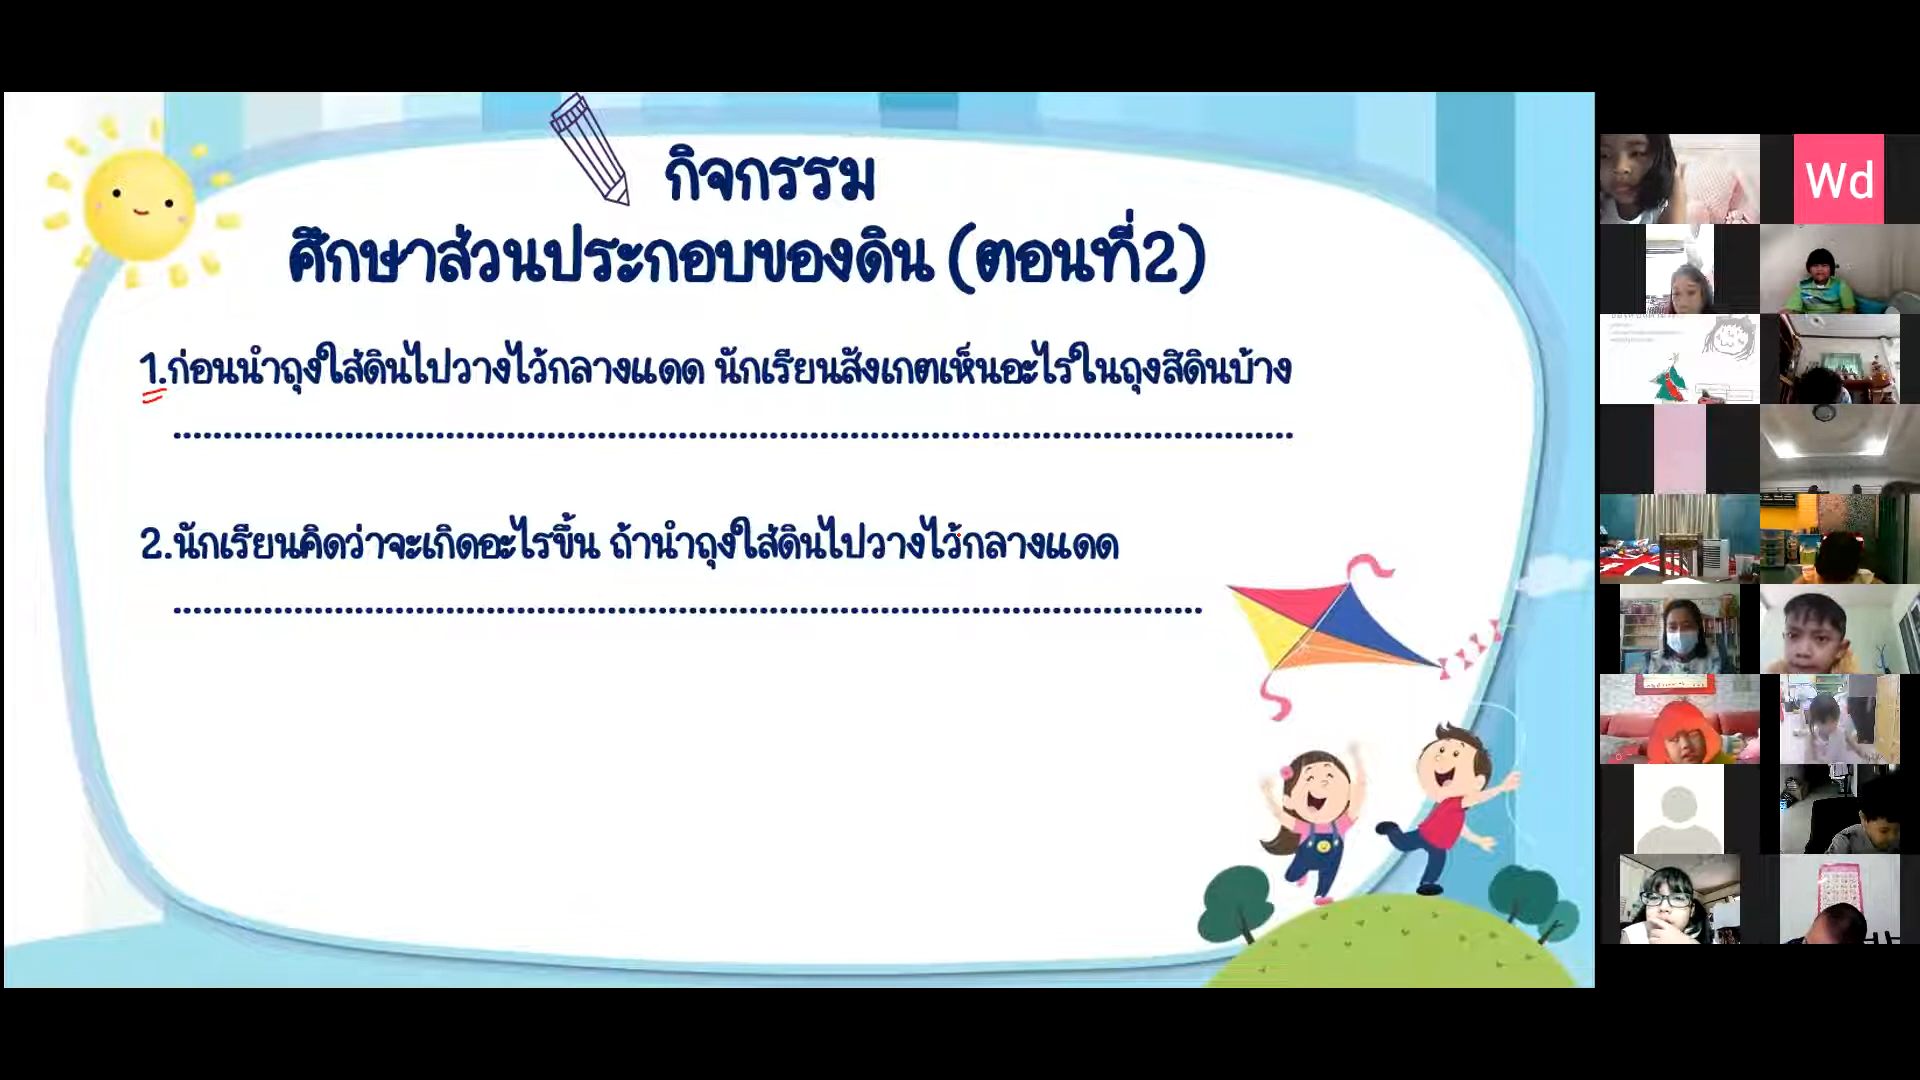 กิจกรรม
ศึกษาส่วนประกอบของดิน (ตอนที่2)
1.ก่อนนำถุงใส่ดินไปวางไว้กลางแดด นักเรียนสังเกตเห็นอะไรในถุงสิดินบ้าง
2.นักเรียนคิดว่าจะเกิดอะไรขึ้น ถ้านำถุงใส่ดินไปวางไว้กลางแดด
Wd